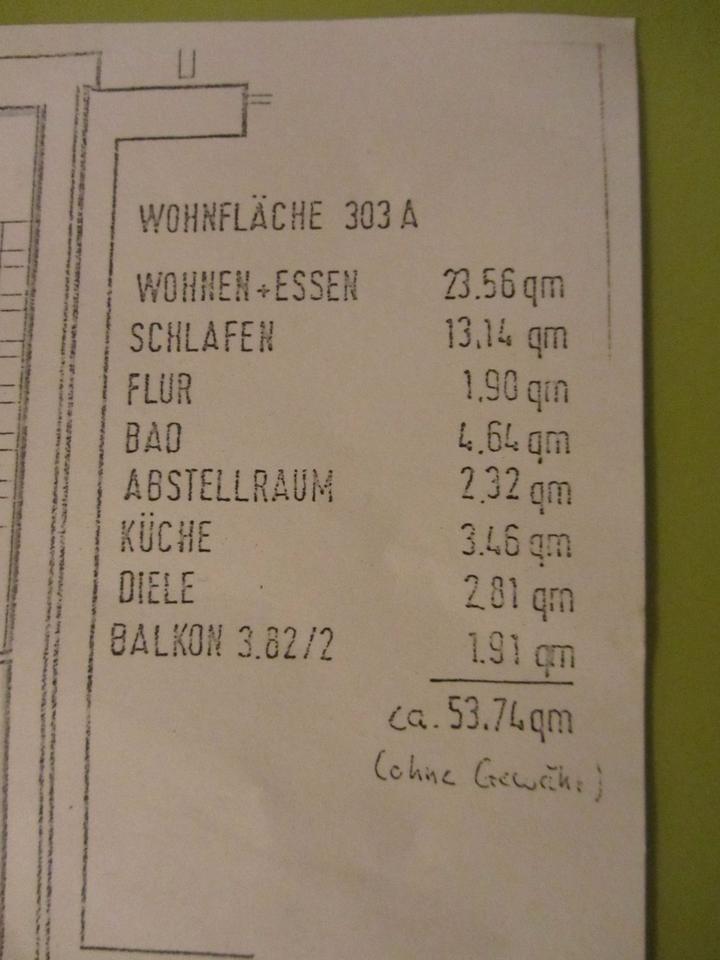 WOHNFLÄCHE 303 A
WOHNEN+ESSEN 23.56 qm
SCHLAFEN 13.14 qm
FLUR 1.90 qm
BAD 4.64 qm
ABSTELLRAUM 2.32 qm
KÜCHE 3.46 qm
DIELE 2.81 qm
BALKON 3.82/2 1.91 qm
ca. 53.74 qm
(ohne Gewähr)